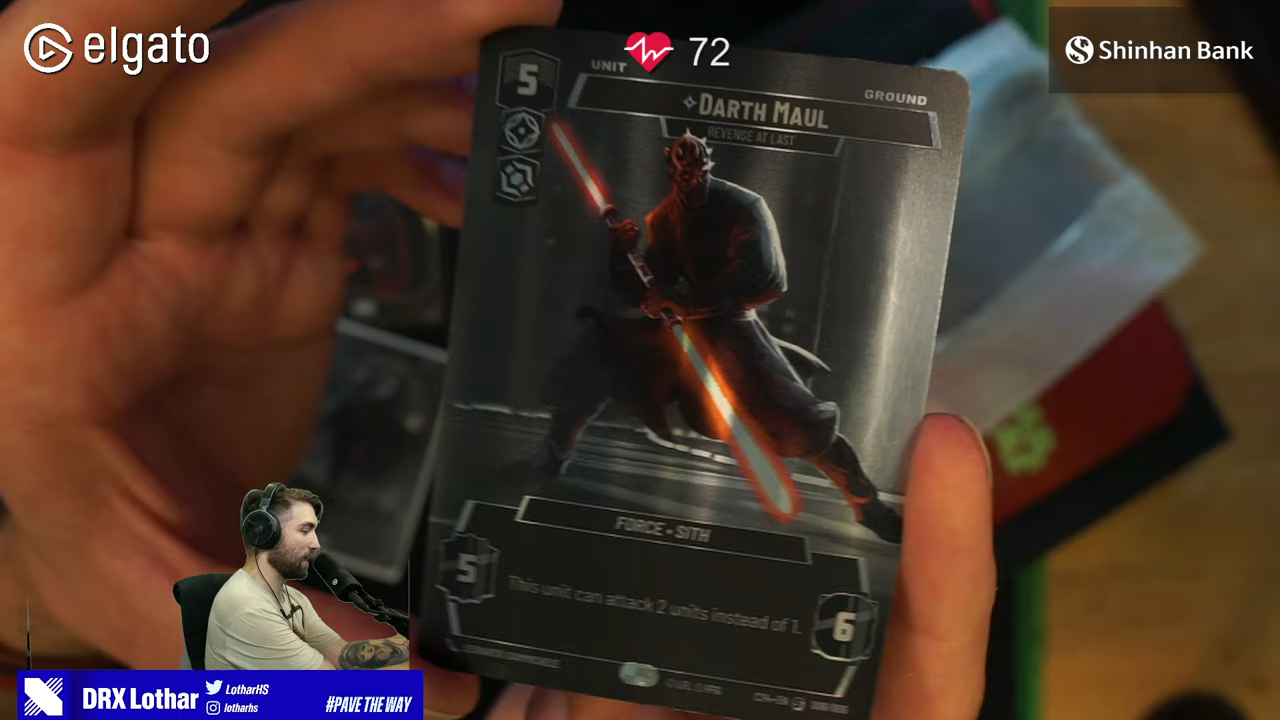 elgato
72
Shinhan Bank
5
UNIT
GROUND
DARTH MAUL
REVENGE AT LAST
FORCE • SITH
5
This unit can attack 2 units instead of 1.
6
DRX Lothar
LotharHS
lotharhs
#PAVE THE WAY